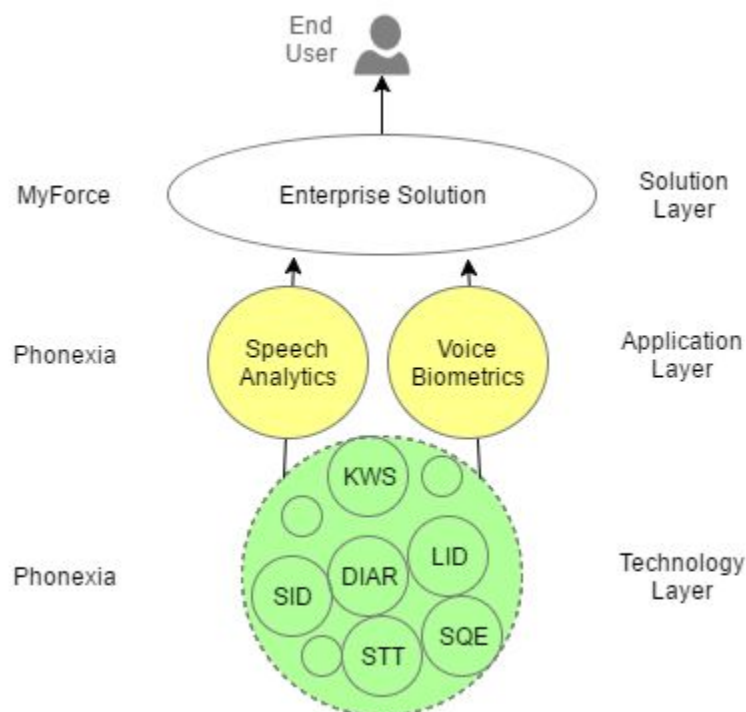 End
User
MyForce
Enterprise Solution
Solution
Layer
Phonexia
Speech
Analytics
Voice
Biometrics
Application
Layer
KWS
Phonexia
SID
DIAR
LID
STT
SQE
Technology
Layer